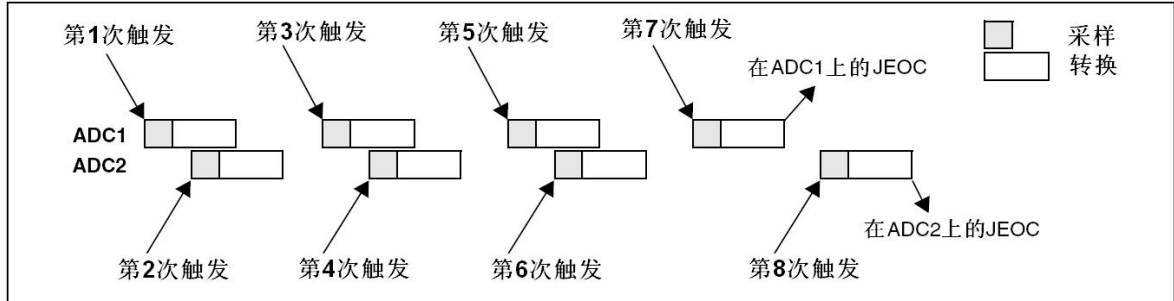 第1次触发
第3次触发
第5次触发
第7次触发
采样
转换
在ADC1上的JEOC
ADC1
ADC2
在ADC2上的JEOC
第2次触发
第4次触发
第6次触发
第8次触发